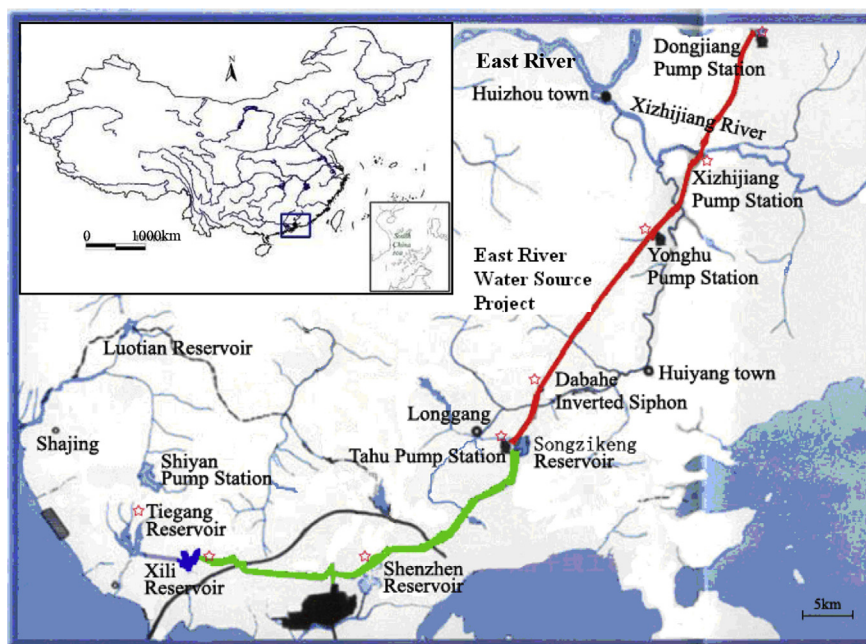 N
0
1000km
South
China
sea
East River
Huizhou town
Dongjiang
Pump Station
Xizhijiang River
Xizhijiang
Pump Station
Yonghu
Pump Station
East River
Water Source
Project
Luotian Reservoir
Huiyang town
Dabahe
Inverted Siphon
Longgang
Shajing
Tahu Pump Station
Songzikeng
Reservoir
Shiyan
Pump Station
Tiegang
Reservoir
Xili
Reservoir
Shenzhen
Reservoir
5km